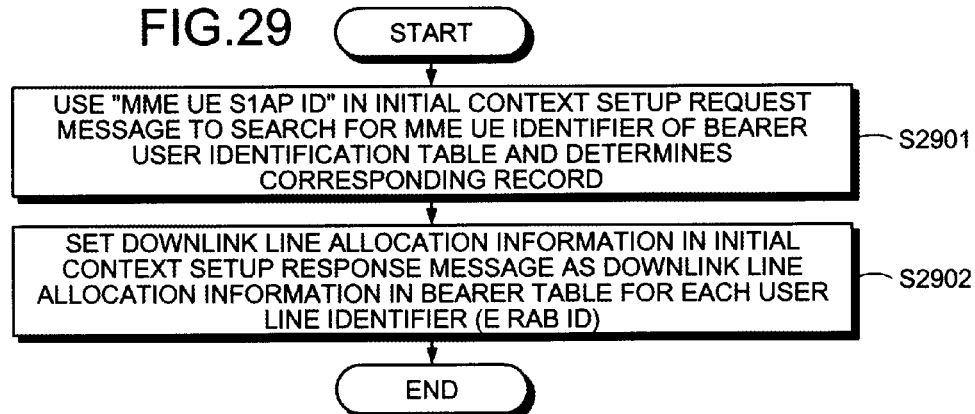 FIG.29
START
USE "MME UE S1AP ID" IN INITIAL CONTEXT SETUP REQUEST
MESSAGE TO SEARCH FOR MME UE IDENTIFIER OF BEARER
USER IDENTIFICATION TABLE AND DETERMINES
CORRESPONDING RECORD
S2901
SET DOWNLINK LINE ALLOCATION INFORMATION IN INITIAL
CONTEXT SETUP RESPONSE MESSAGE AS DOWNLINK LINE
ALLOCATION INFORMATION IN BEARER TABLE FOR EACH USER
LINE IDENTIFIER (E RAB ID)
S2902
END